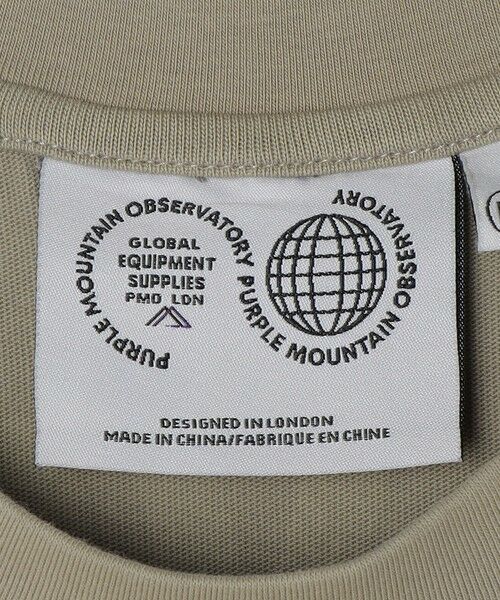 PURPLE MOUNTAIN OBSERVATORY
GLOBAL
EQUIPMENT
SUPPLIES
PMO LDN
PURPLE MOUNTAIN OBSERVATORY
DESIGNED IN LONDON
MADE IN CHINA/FABRIQUE EN CHINE